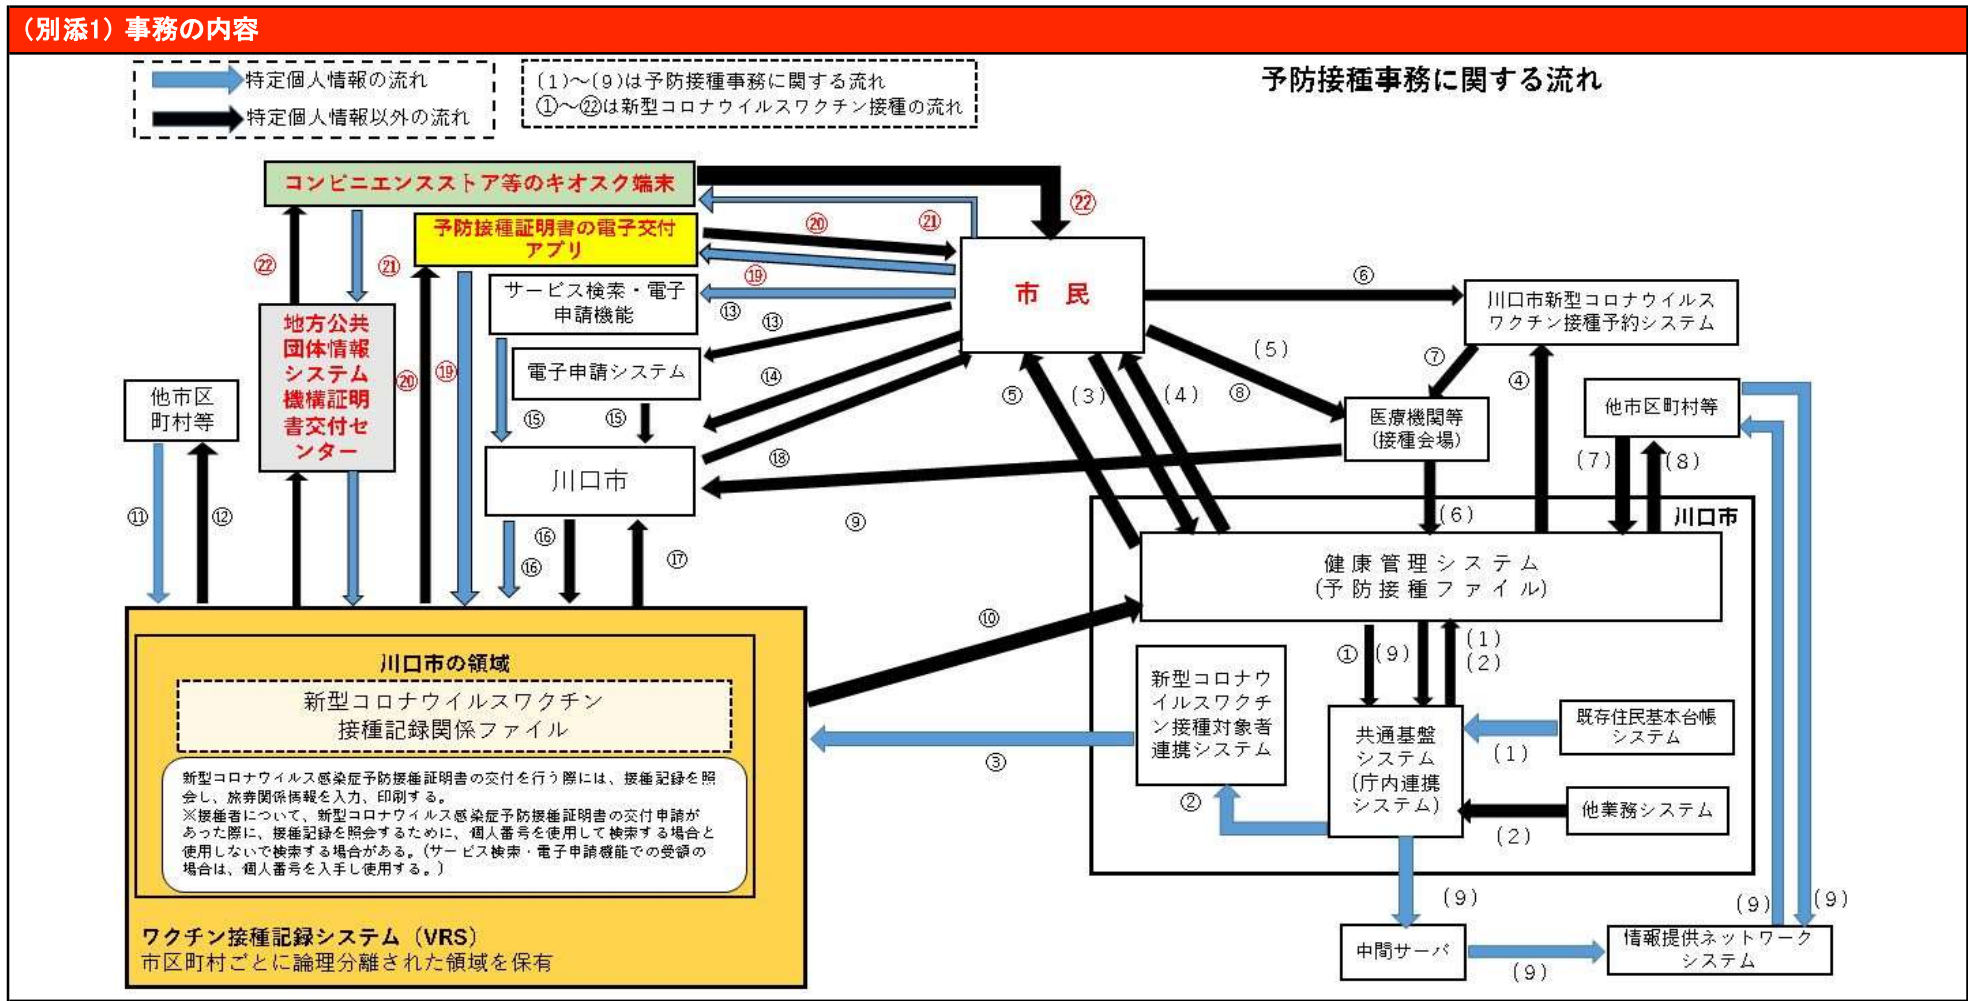 (別添1) 事務の内容
特定個人情報の流れ
特定個人情報以外の流れ
(1)～(9)は予防接種事務に関する流れ
①～㉒は新型コロナウイルスワクチン接種の流れ
予防接種事務に関する流れ
コンビニエンスストア等のキオスク端末
㉒
予防接種証明書の電子交付
アプリ
⑳
㉑
㉒
㉑
⑲
サービス検索・電子
申請機能
⑬
⑬
市　民
⑥
川口市新型コロナウイルス
ワクチン接種予約システム
地方公共
団体情報
システム
機構証明
書交付セ
ンター
⑳
⑲
電子申請システム
⑭
⑮
⑮
⑤
(3)
(4)
(5)
⑧
⑦
④
医療機関等
(接種会場)
他市区町村等
(7)
(8)
他市区
町村等
⑪
⑫
川口市
⑱
⑨
⑯
⑯
⑰
(6)
川口市
健康管理システム
(予防接種ファイル)
⑩
①
(9)
(1)
(2)
川口市の領域
新型コロナウイルスワクチン
接種記録関係ファイル
新型コロナウイルス感染症予防接種証明書の交付を行う際には、接種記録を照
会し、旅券関係情報を入力、印刷する。
※接種者について、新型コロナウイルス感染症予防接種証明書の交付申請が
あった際に、接種記録を照会するために、個人番号を使用して検索する場合と
使用しないで検索する場合がある。(サービス検索・電子申請機能での受領の
場合は、個人番号を入手し使用する。)
ワクチン接種記録システム（VRS）
市区町村ごとに論理分離された領域を保有
③
新型コロナウ
イルスワクチ
ン接種対象者
連携システム
②
共通基盤
システム
(庁内連携
システム)
既存住民基本台帳
システム
(1)
他業務システム
(2)
(9)
中間サーバ
(9)
情報提供ネットワーク
システム
(9)
(9)